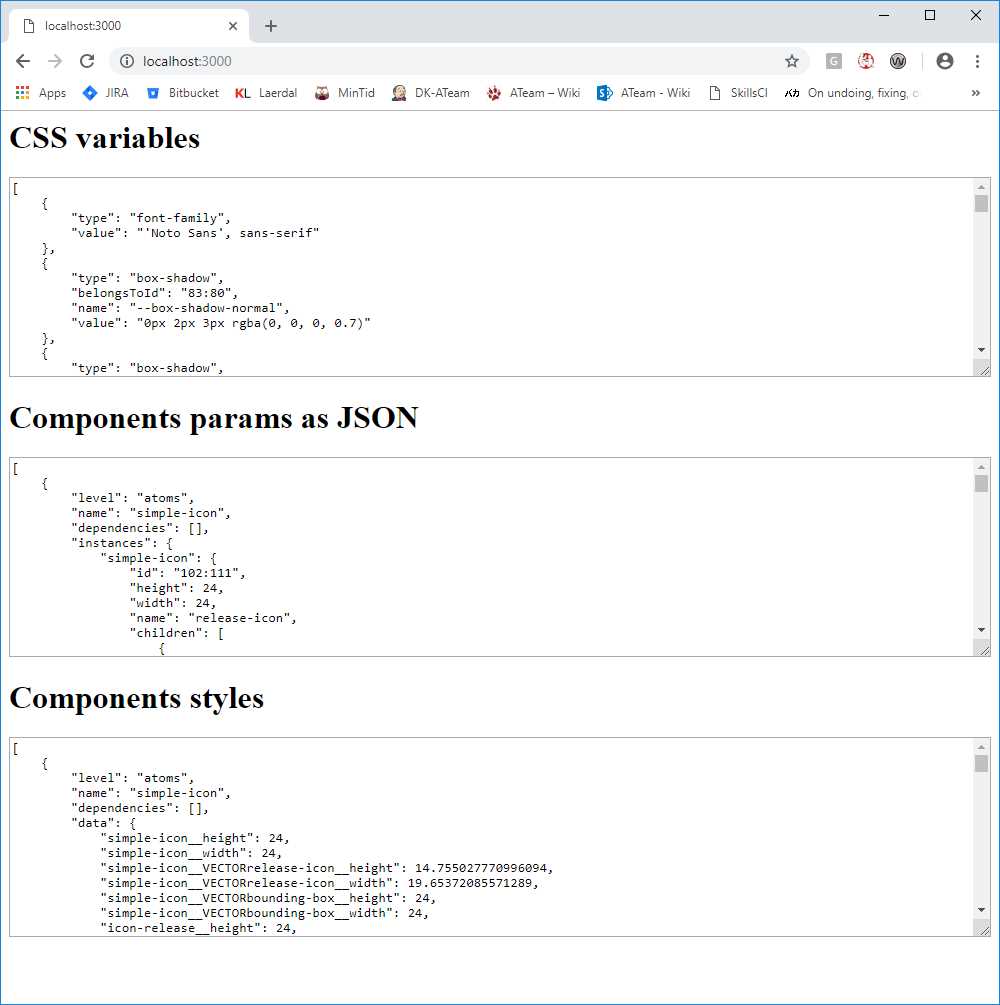 localhost:3000
localhost:3000
Apps JIRA Bitbucket KL Laerdal MinTid DK-ATeam ATeam – Wiki ATeam - Wiki SkillsCI バカ On undoing, fixing, »
CSS variables
[
    {
        "type": "font-family",
        "value": "'Noto Sans', sans-serif"
    },
    {
        "type": "box-shadow",
        "belongsToId": "83:80",
        "name": "--box-shadow-normal",
        "value": "0px 2px 3px rgba(0, 0, 0, 0.7)"
    },
    {
        "type": "box-shadow",
Components params as JSON
[
    {
        "level": "atoms",
        "name": "simple-icon",
        "dependencies": [],
        "instances": {
            "simple-icon": {
                "id": "102:111",
                "height": 24,
                "width": 24,
                "name": "release-icon",
                "children": [
                    {
Components styles
[
    {
        "level": "atoms",
        "name": "simple-icon",
        "dependencies": [],
        "data": {
            "simple-icon__height": 24,
            "simple-icon__width": 24,
            "simple-icon__VECTORrelease-icon__height": 14.755027770996094,
            "simple-icon__VECTORrelease-icon__width": 19.65372085571289,
            "simple-icon__VECTORbounding-box__height": 24,
            "simple-icon__VECTORbounding-box__width": 24,
            "icon-release__height": 24,